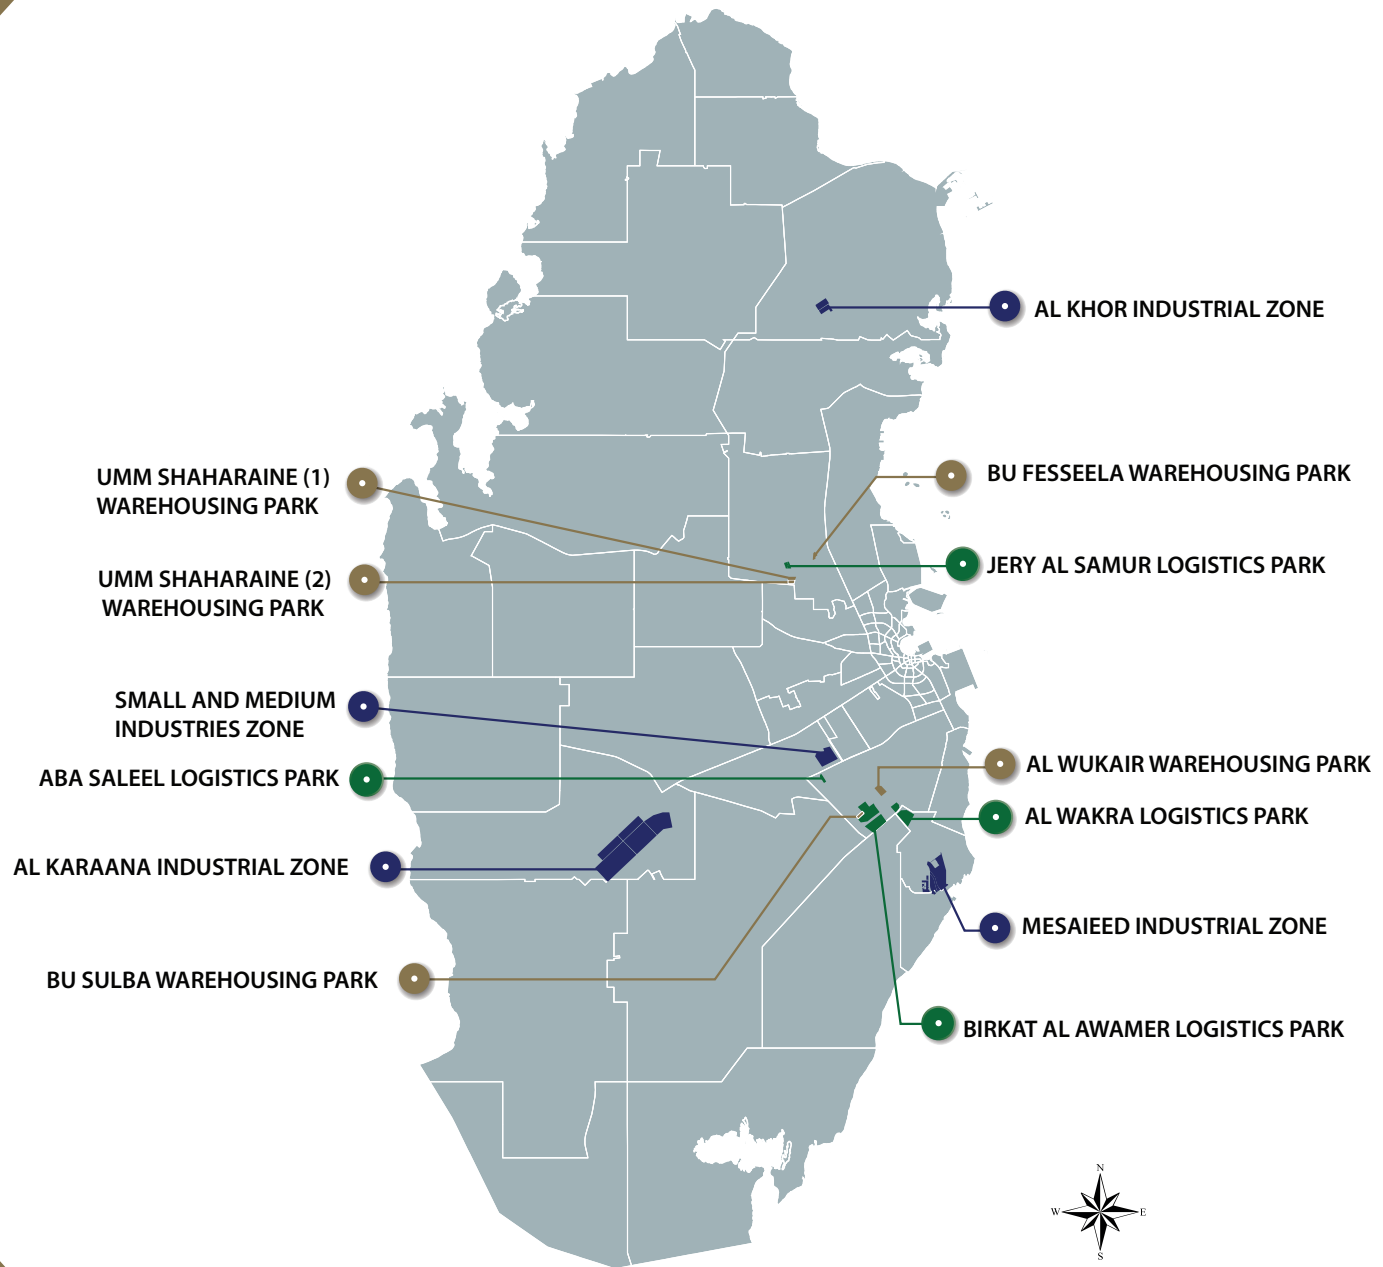 AL KHOR INDUSTRIAL ZONE
UMM SHAHARAINE (1)
WAREHOUSING PARK
BU FESSEELA WAREHOUSING PARK
JERY AL SAMUR LOGISTICS PARK
UMM SHAHARAINE (2)
WAREHOUSING PARK
SMALL AND MEDIUM
INDUSTRIES ZONE
ABA SALEEL LOGISTICS PARK
AL WUKAIR WAREHOUSING PARK
AL WAKRA LOGISTICS PARK
AL KARAANA INDUSTRIAL ZONE
MESAIEED INDUSTRIAL ZONE
BU SULBA WAREHOUSING PARK
BIRKAT AL AWAMER LOGISTICS PARK
N
W E
S